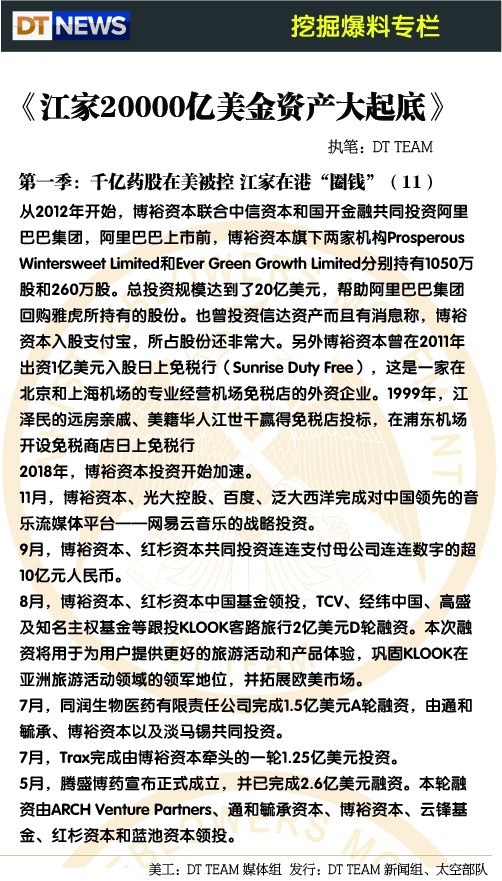 DT NEWS
挖掘爆料专栏
《江家20000亿美金资产大起底》
执笔：DT TEAM
第一季：千亿药股在美被控 江家在港“圈钱”（11）
从2012年开始，博裕资本联合中信资本和国开金融共同投资阿里
巴巴集团，阿里巴巴上市前，博裕资本旗下两家机构Prosperous
Wintersweet Limited和Ever Green Growth Limited分别持有1050万
股和260万股。总投资规模达到了20亿美元，帮助阿里巴巴集团
回购雅虎所持有的股份。也曾投资信达资产而且有消息称，博裕
资本入股支付宝，所占股份还非常大。另外博裕资本曾在2011年
出资1亿美元入股日上免税行（Sunrise Duty Free），这是一家在
北京和上海机场的专业经营机场免税店的外资企业。1999年，江
泽民的远房亲戚、美籍华人江世干赢得免税店投标，在浦东机场
开设免税商店日上免税行
2018年，博裕资本投资开始加速。
11月，博裕资本、光大控股、百度、泛大西洋完成对中国领先的音
乐流媒体平台——网易云音乐的战略投资。
9月，博裕资本、红杉资本共同投资连连支付母公司连连数字的超
10亿元人民币。
8月，博裕资本、红杉资本中国基金领投，TCV、经纬中国、高盛
及知名主权基金等跟投KLOOK客路旅行2亿美元D轮融资。本次融
资将用于为用户提供更好的旅游活动和产品体验，巩固KLOOK在
亚洲旅游活动领域的领军地位，并拓展欧美市场。
7月，同润生物医药有限责任公司完成1.5亿美元A轮融资，由通和
毓承、博裕资本以及淡马锡共同投资。
7月，Trax完成由博裕资本牵头的一轮1.25亿美元投资。
5月，腾盛博药宣布正式成立，并已完成2.6亿美元融资。本轮融
资由ARCH Venture Partners、通和毓承资本、博裕资本、云锋基
金、红杉资本和蓝池资本领投。
美工：DT TEAM 媒体组 发行：DT TEAM 新闻组、太空部队